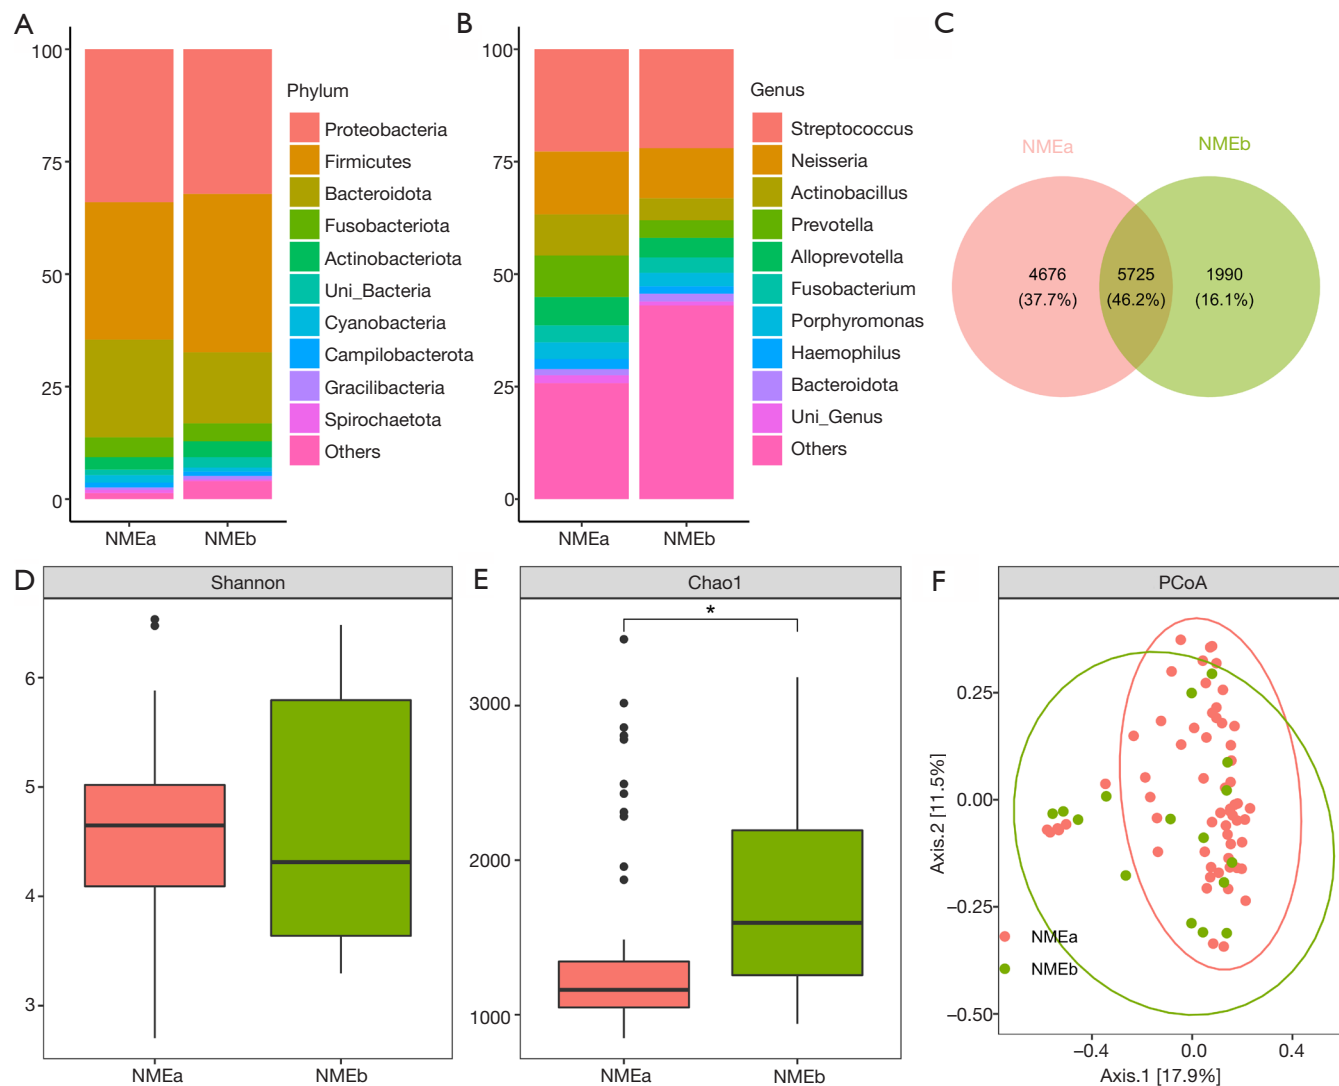 A
100
75
50
25
0
NMEa
NMEb
Phylum
Proteobacteria
Firmicutes
Bacteroidota
Fusobacteriota
Actinobacteriota
Uni_Bacteria
Cyanobacteria
Campilobacterota
Gracilibacteria
Spirochaetota
Others
B
100
75
50
25
0
NMEa
NMEb
Genus
Streptococcus
Neisseria
Actinobacillus
Prevotella
Alloprevotella
Fusobacterium
Porphyromonas
Haemophilus
Bacteroidota
Uni_Genus
Others
C
NMEa
NMEb
4676
(37.7%)
5725
(46.2%)
1990
(16.1%)
D
Shannon
6
5
4
3
NMEa
NMEb
E
Chao1
*
3000
2000
1000
NMEa
NMEb
F
PCoA
Axis.2 [11.5%]
0.25
0.00
−0.25
−0.50
NMEa
NMEb
−0.4
0.0
0.4
Axis.1 [17.9%]